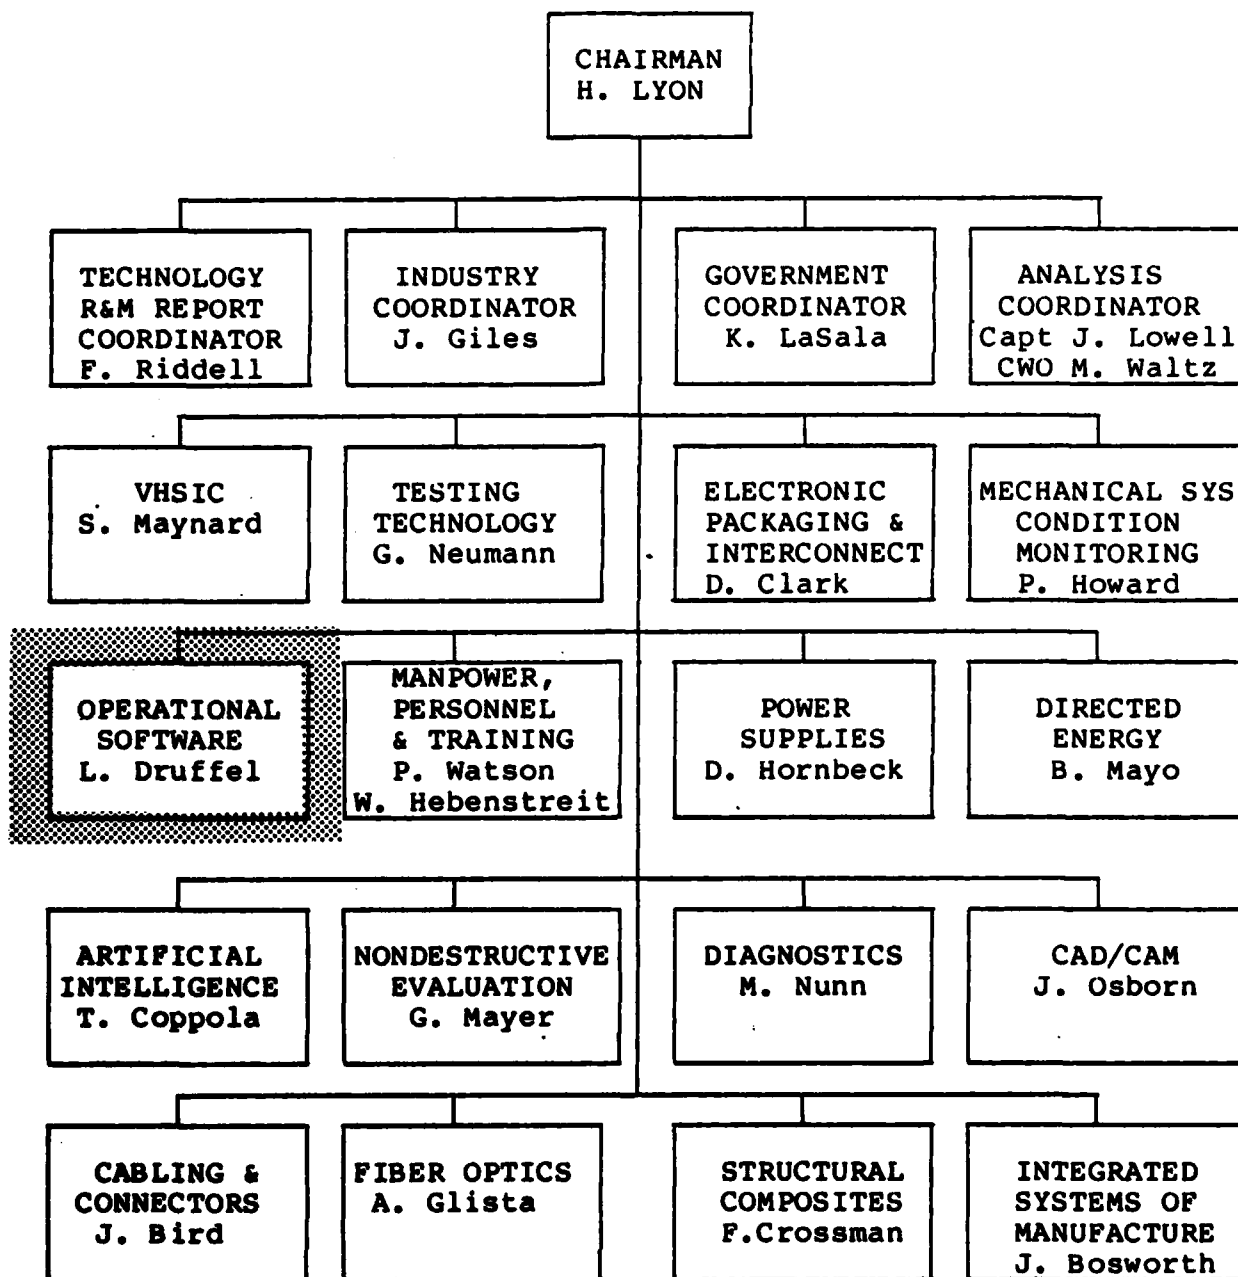 CHAIRMAN
H. LYON
TECHNOLOGY
R&M REPORT
COORDINATOR
F. Riddell
INDUSTRY
COORDINATOR
J. Giles
GOVERNMENT
COORDINATOR
K. LaSala
ANALYSIS
COORDINATOR
Capt J. Lowell
CWO M. Waltz
VHSIC
S. Maynard
TESTING
TECHNOLOGY
G. Neumann
ELECTRONIC
PACKAGING &
INTERCONNECT
D. Clark
MECHANICAL SYS
CONDITION
MONITORING
P. Howard
OPERATIONAL
SOFTWARE
L. Druffel
MANPOWER,
PERSONNEL
& TRAINING
P. Watson
W. Hebenstreit
POWER
SUPPLIES
D. Hornbeck
DIRECTED
ENERGY
B. Mayo
ARTIFICIAL
INTELLIGENCE
T. Coppola
NONDESTRUCTIVE
EVALUATION
G. Mayer
DIAGNOSTICS
M. Nunn
CAD/CAM
J. Osborn
CABLING &
CONNECTORS
J. Bird
FIBER OPTICS
A. Glista
STRUCTURAL
COMPOSITES
F.Crossman
INTEGRATED
SYSTEMS OF
MANUFACTURE
J. Bosworth